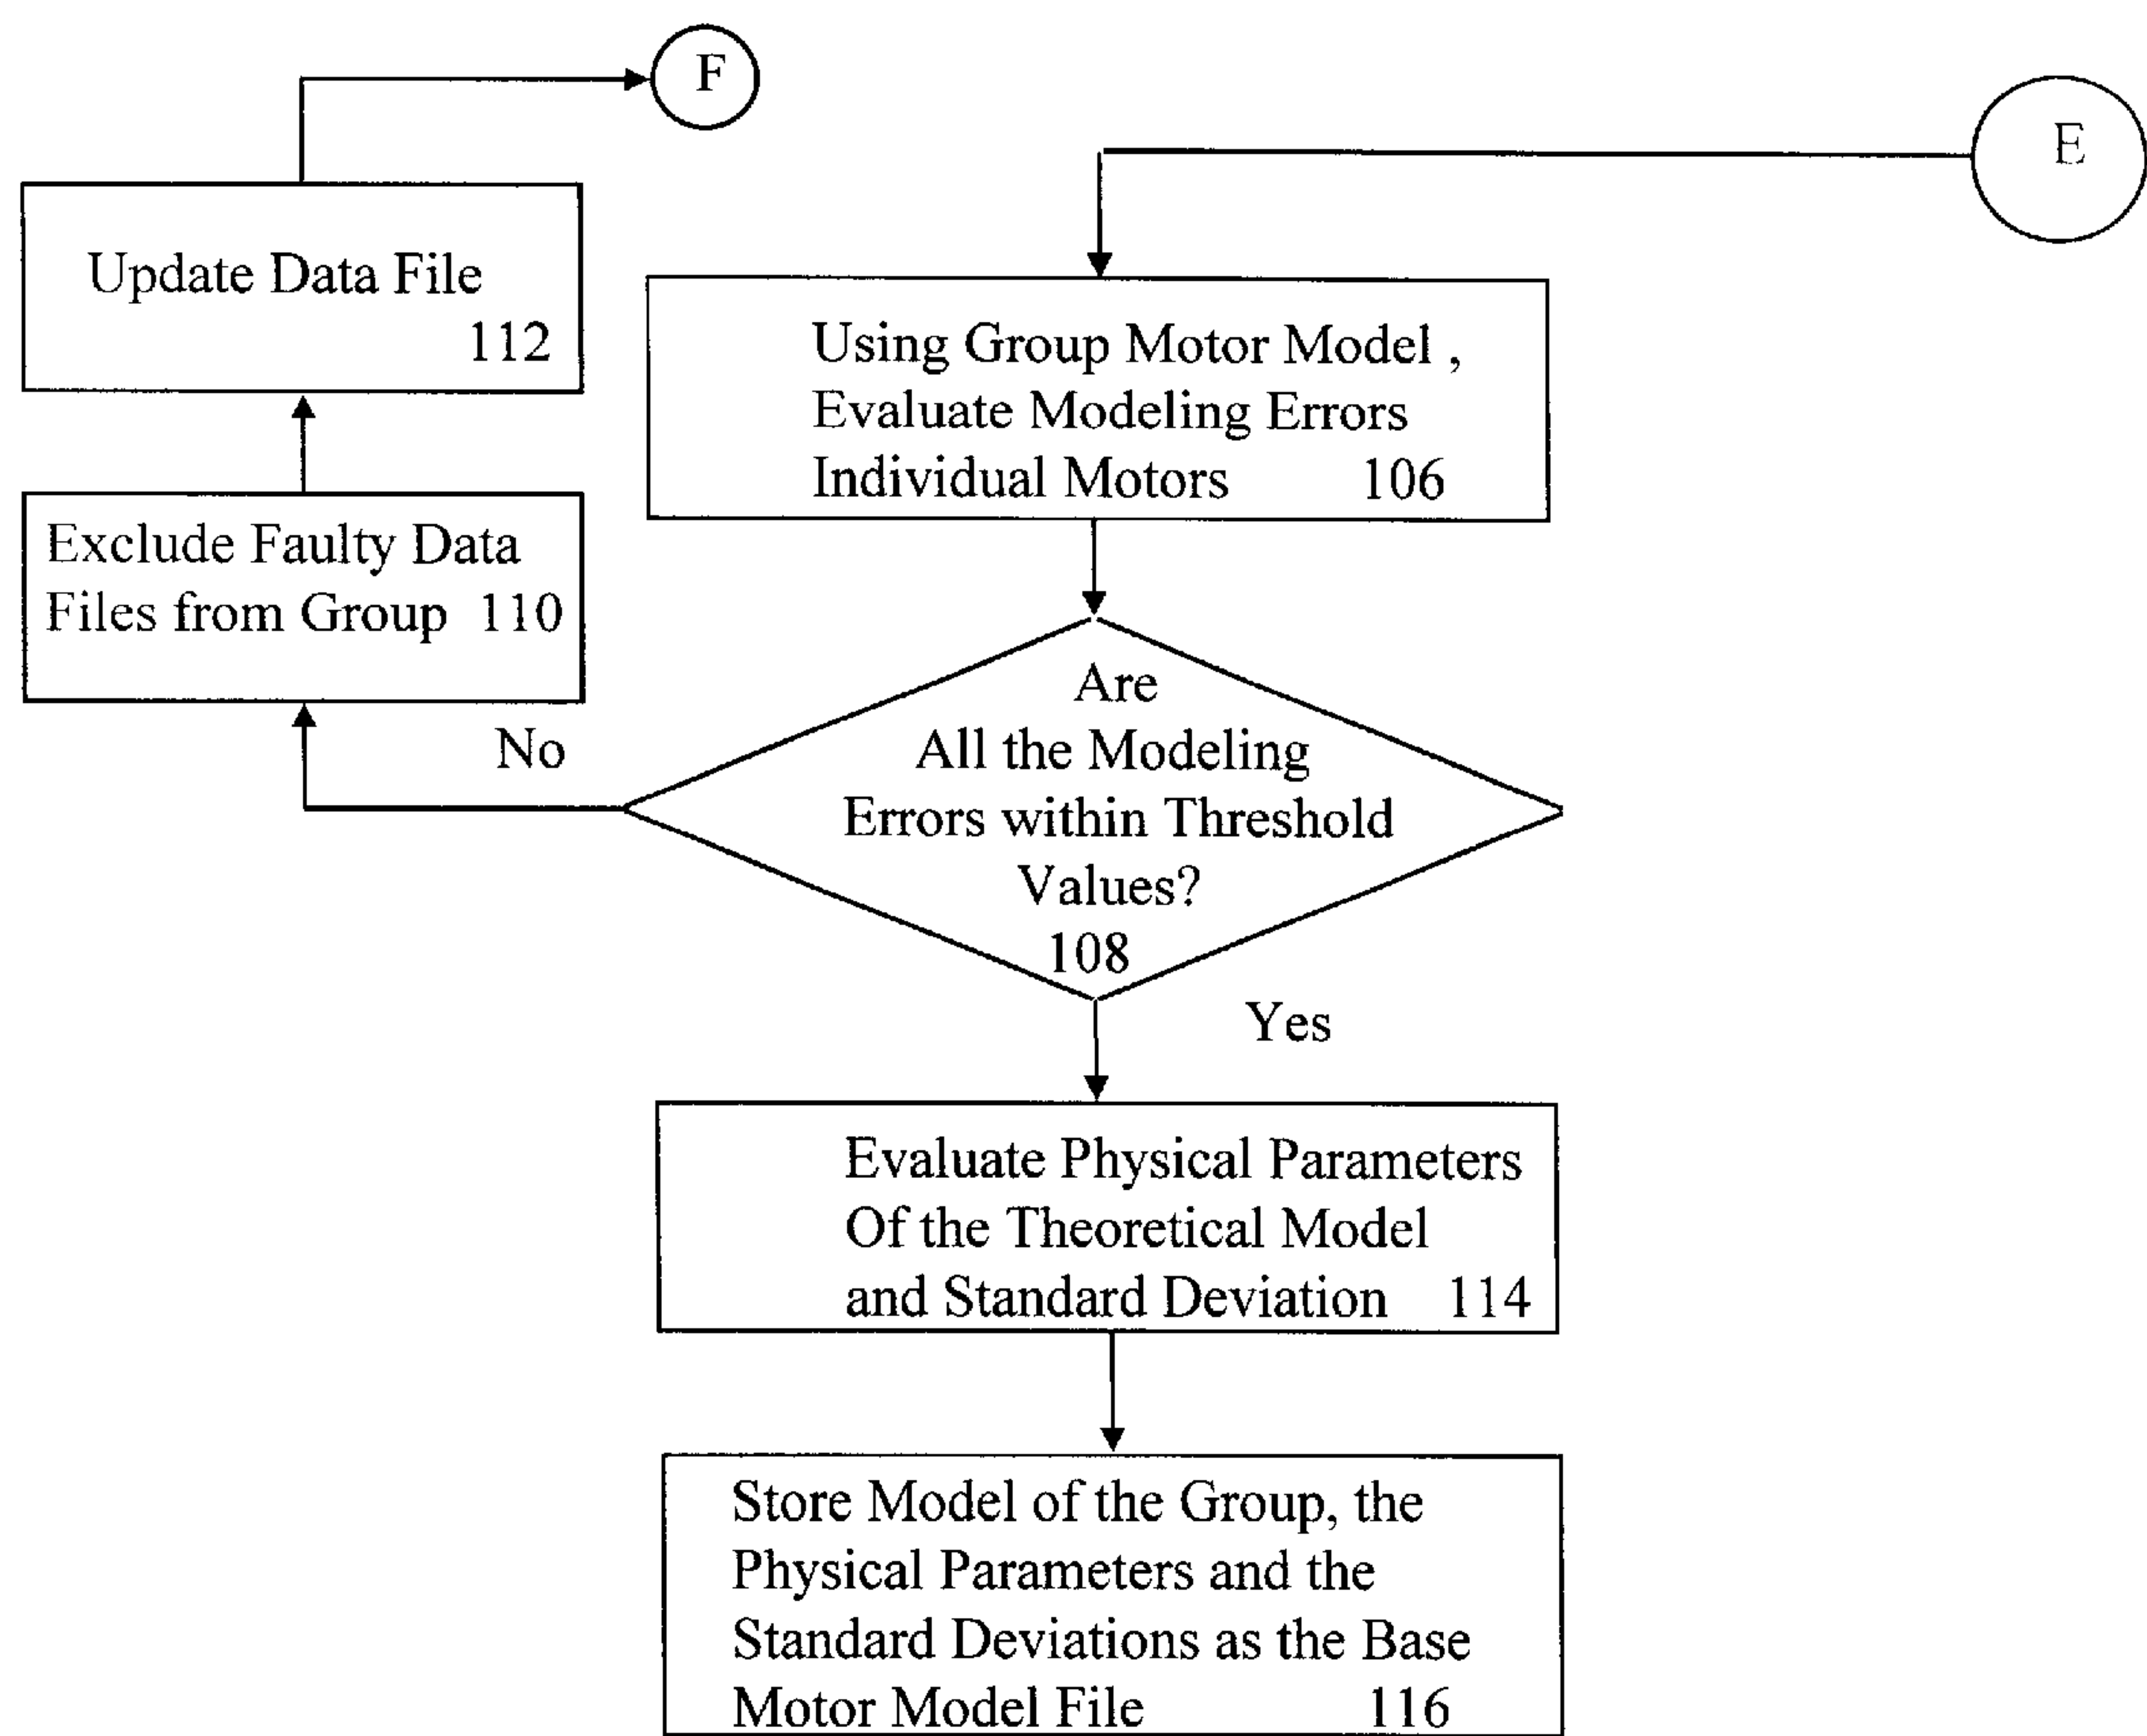 F
E
Update Data File
112
Using Group Motor Model ,
Evaluate Modeling Errors
Individual Motors 106
Exclude Faulty Data
Files from Group 110
Are
All the Modeling
Errors within Threshold
Values?
108
No
Yes
Evaluate Physical Parameters
Of the Theoretical Model
and Standard Deviation 114
Store Model of the Group, the
Physical Parameters and the
Standard Deviations as the Base
Motor Model File 116